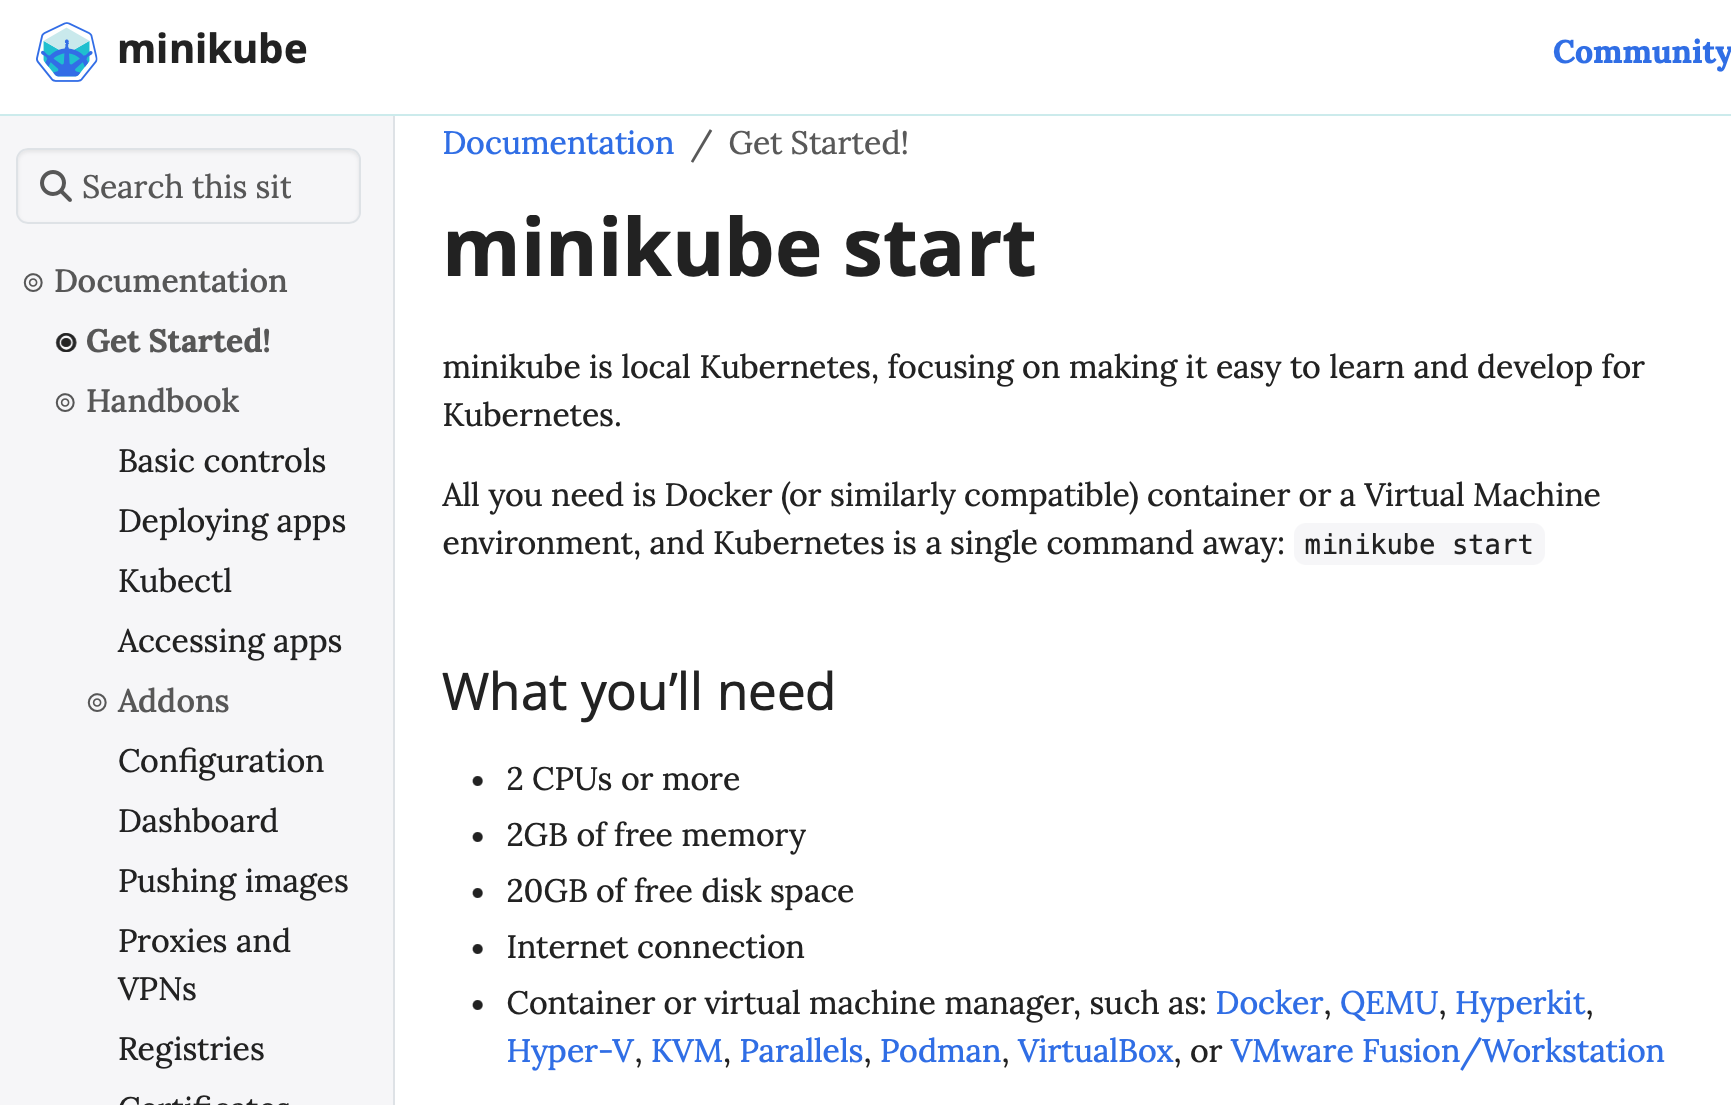 minikube
Community
Search this sit
Documentation
Get Started!
Handbook
Basic controls
Deploying apps
Kubectl
Accessing apps
Addons
Configuration
Dashboard
Pushing images
Proxies and
VPNs
Registries
Certificates
Documentation / Get Started!
minikube start
minikube is local Kubernetes, focusing on making it easy to learn and develop for
Kubernetes.
All you need is Docker (or similarly compatible) container or a Virtual Machine
environment, and Kubernetes is a single command away: minikube start
What you’ll need
• 2 CPUs or more
• 2GB of free memory
• 20GB of free disk space
• Internet connection
• Container or virtual machine manager, such as: Docker, QEMU, Hyperkit,
Hyper-V, KVM, Parallels, Podman, VirtualBox, or VMware Fusion/Workstation